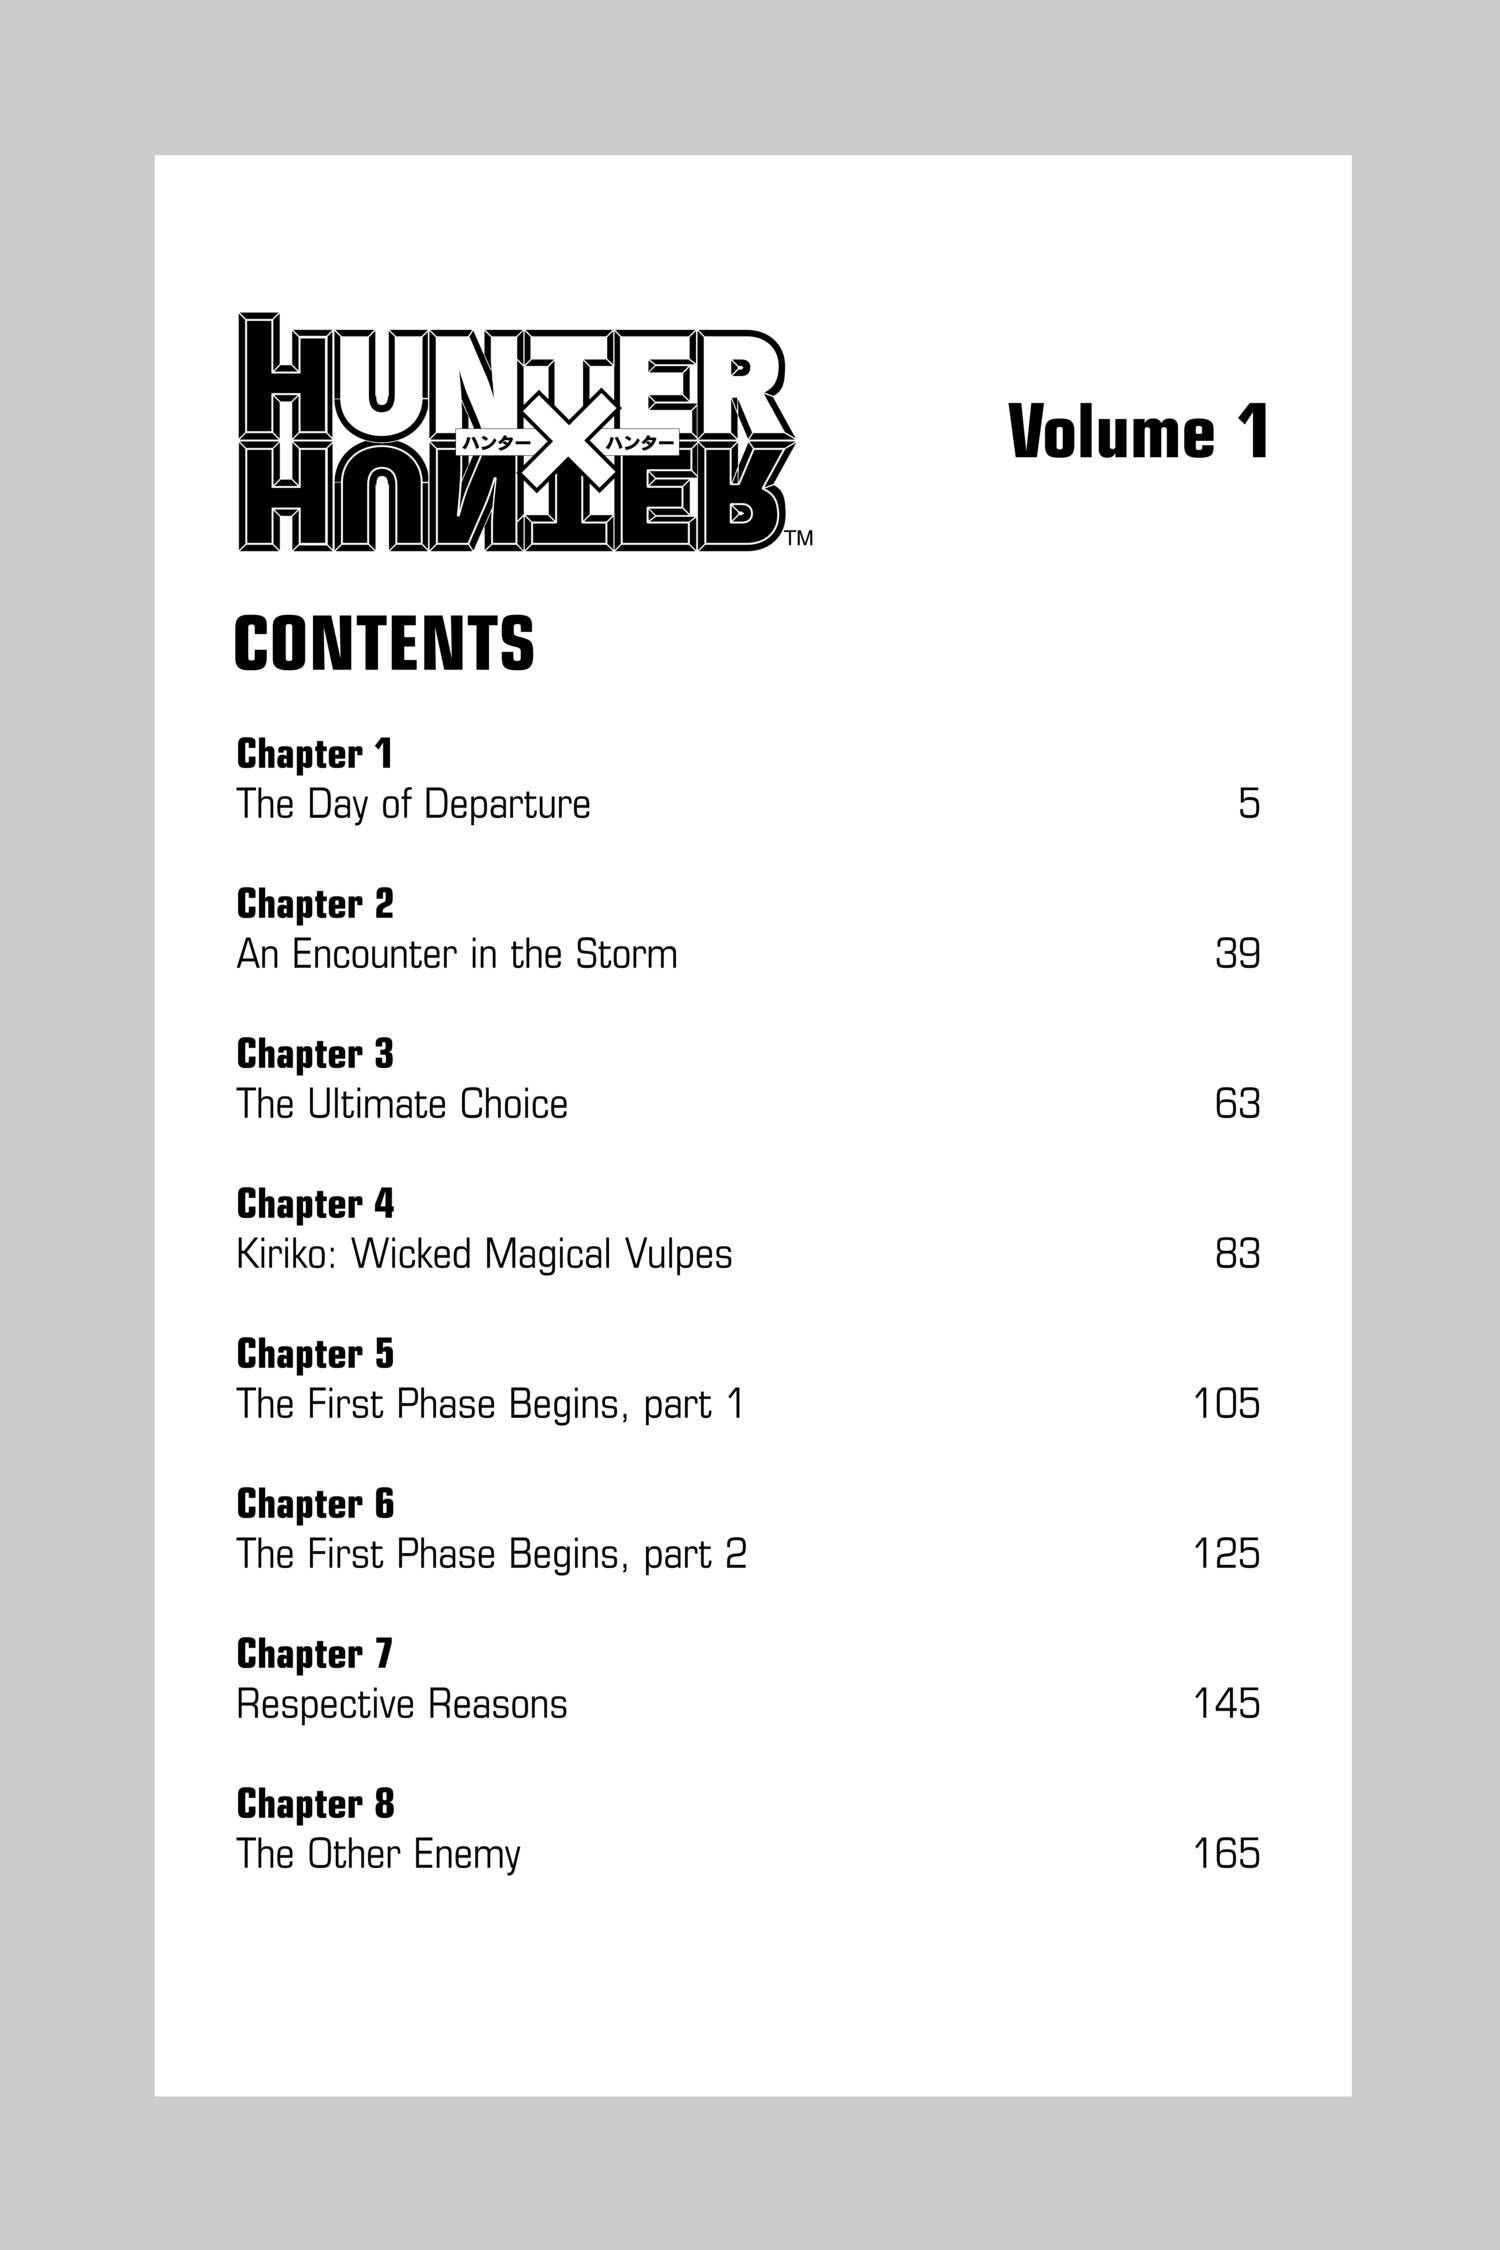 HUNTER
ハンター × ハンター
HUNTER
TM
Volume 1
CONTENTS
Chapter 1
The Day of Departure 5
Chapter 2
An Encounter in the Storm 39
Chapter 3
The Ultimate Choice 63
Chapter 4
Kiriko: Wicked Magical Vulpes 83
Chapter 5
The First Phase Begins, part 1 105
Chapter 6
The First Phase Begins, part 2 125
Chapter 7
Respective Reasons 145
Chapter 8
The Other Enemy 165